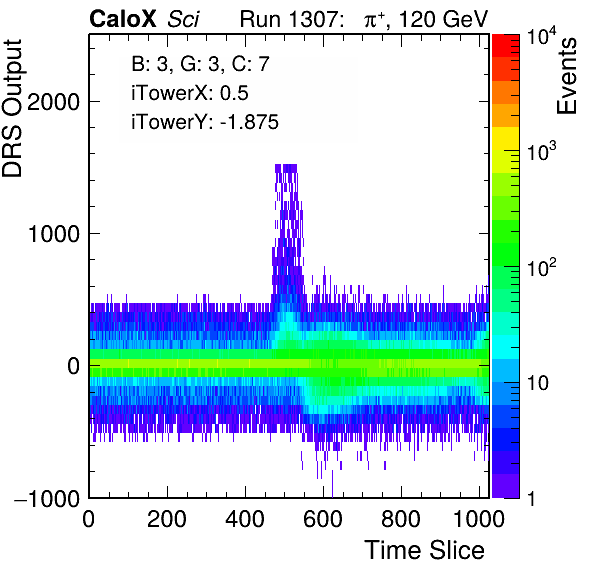 CaloX Sci Run 1307: π⁺, 120 GeV
B: 3, G: 3, C: 7
iTowerX: 0.5
iTowerY: -1.875
DRS Output
2000
1000
0
−1000
0 200 400 600 800 1000
Time Slice
Events
10⁴
10³
10²
10
1